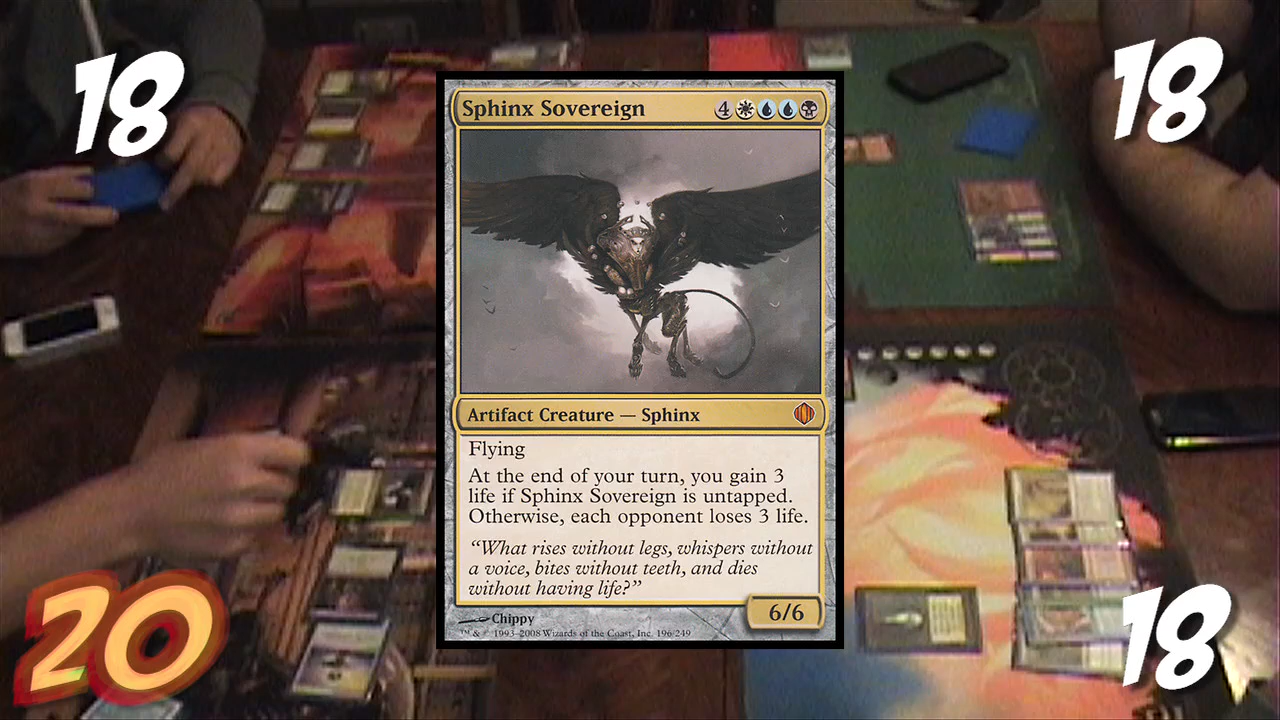 18
18
Sphinx Sovereign 4
Artifact Creature — Sphinx
Flying
At the end of your turn, you gain 3
life if Sphinx Sovereign is untapped.
Otherwise, each opponent loses 3 life.
“What rises without legs, whispers without
a voice, bites without teeth, and dies
without having life?”
6/6
Chippy
™ & © 1993–2008 Wizards of the Coast, Inc. 196/249
20
18